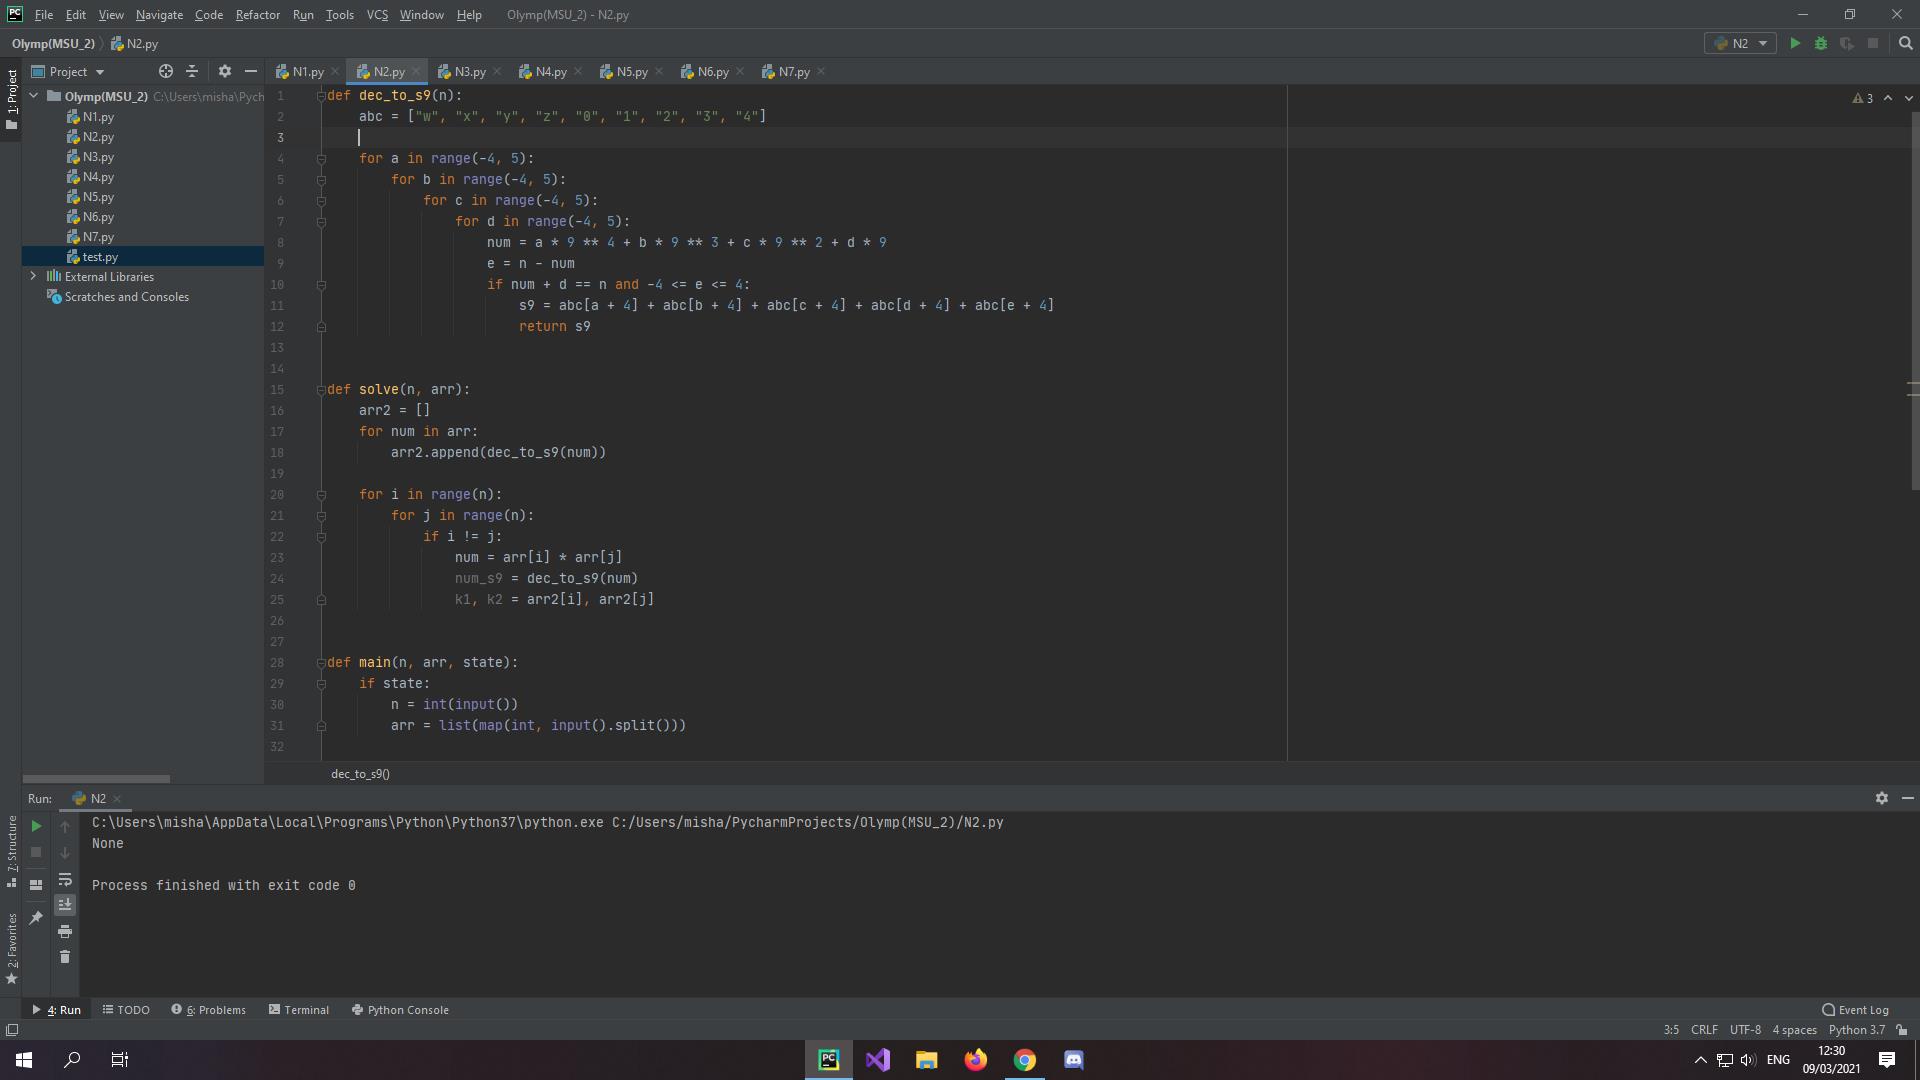 PC File Edit View Navigate Code Refactor Run Tools VCS Window Help Olymp(MSU_2) - N2.py
Olymp(MSU_2) N2.py N2
Project N1.py N2.py N3.py N4.py N5.py N6.py N7.py
1: Project
Olymp(MSU_2) C:\Users\misha\Pych
N1.py
N2.py
N3.py
N4.py
N5.py
N6.py
N7.py
test.py
External Libraries
Scratches and Consoles
3
1 def dec_to_s9(n):
2 abc = ["w", "x", "y", "z", "0", "1", "2", "3", "4"]
3
4 for a in range(-4, 5):
5 for b in range(-4, 5):
6 for c in range(-4, 5):
7 for d in range(-4, 5):
8 num = a * 9 ** 4 + b * 9 ** 3 + c * 9 ** 2 + d * 9
9 e = n - num
10 if num + d == n and -4 <= e <= 4:
11 s9 = abc[a + 4] + abc[b + 4] + abc[c + 4] + abc[d + 4] + abc[e + 4]
12 return s9
13
14
15 def solve(n, arr):
16 arr2 = []
17 for num in arr:
18 arr2.append(dec_to_s9(num))
19
20 for i in range(n):
21 for j in range(n):
22 if i != j:
23 num = arr[i] * arr[j]
24 num_s9 = dec_to_s9(num)
25 k1, k2 = arr2[i], arr2[j]
26
27
28 def main(n, arr, state):
29 if state:
30 n = int(input())
31 arr = list(map(int, input().split()))
32
dec_to_s9()
Run: N2
C:\Users\misha\AppData\Local\Programs\Python\Python37\python.exe C:/Users/misha/PycharmProjects/Olymp(MSU_2)/N2.py
None
Process finished with exit code 0
7: Structure
2: Favorites
4: Run TODO 6: Problems Terminal Python Console Event Log
3:5 CRLF UTF-8 4 spaces Python 3.7
PC ENG 12:30
09/03/2021